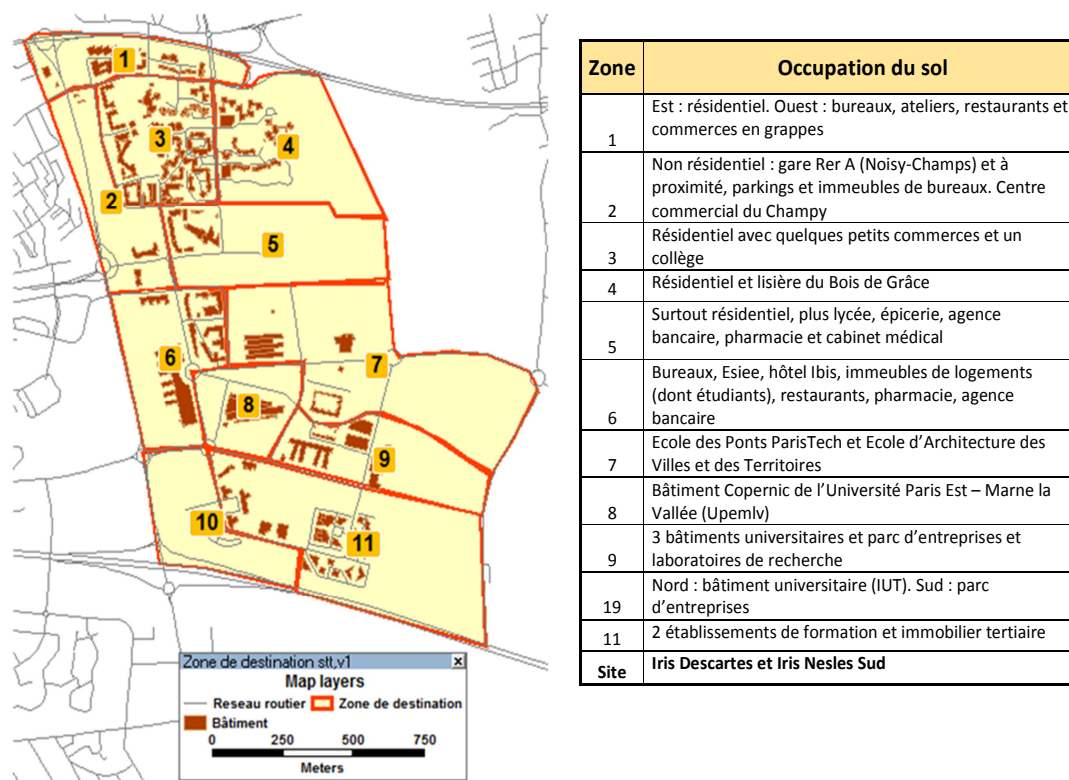 1
3
4
2
5
6
7
8
9
10
11
Zone de destination stt,v1
Map layers
Reseau routier Zone de destination
Bâtiment
0 250 500 750
Meters
Zone Occupation du sol
1 Est : résidentiel. Ouest : bureaux, ateliers, restaurants et
commerces en grappes
2 Non résidentiel : gare Rer A (Noisy-Champs) et à
proximité, parkings et immeubles de bureaux. Centre
commercial du Champy
3 Résidentiel avec quelques petits commerces et un
collège
4 Résidentiel et lisière du Bois de Grâce
5 Surtout résidentiel, plus lycée, épicerie, agence
bancaire, pharmacie et cabinet médical
6 Bureaux, Esiee, hôtel Ibis, immeubles de logements
(dont étudiants), restaurants, pharmacie, agence
bancaire
7 Ecole des Ponts ParisTech et Ecole d’Architecture des
Villes et des Territoires
8 Bâtiment Copernic de l’Université Paris Est – Marne la
Vallée (Upemlv)
9 3 bâtiments universitaires et parc d’entreprises et
laboratoires de recherche
19 Nord : bâtiment universitaire (IUT). Sud : parc
d’entreprises
11 2 établissements de formation et immobilier tertiaire
Site Iris Descartes et Iris Nesles Sud